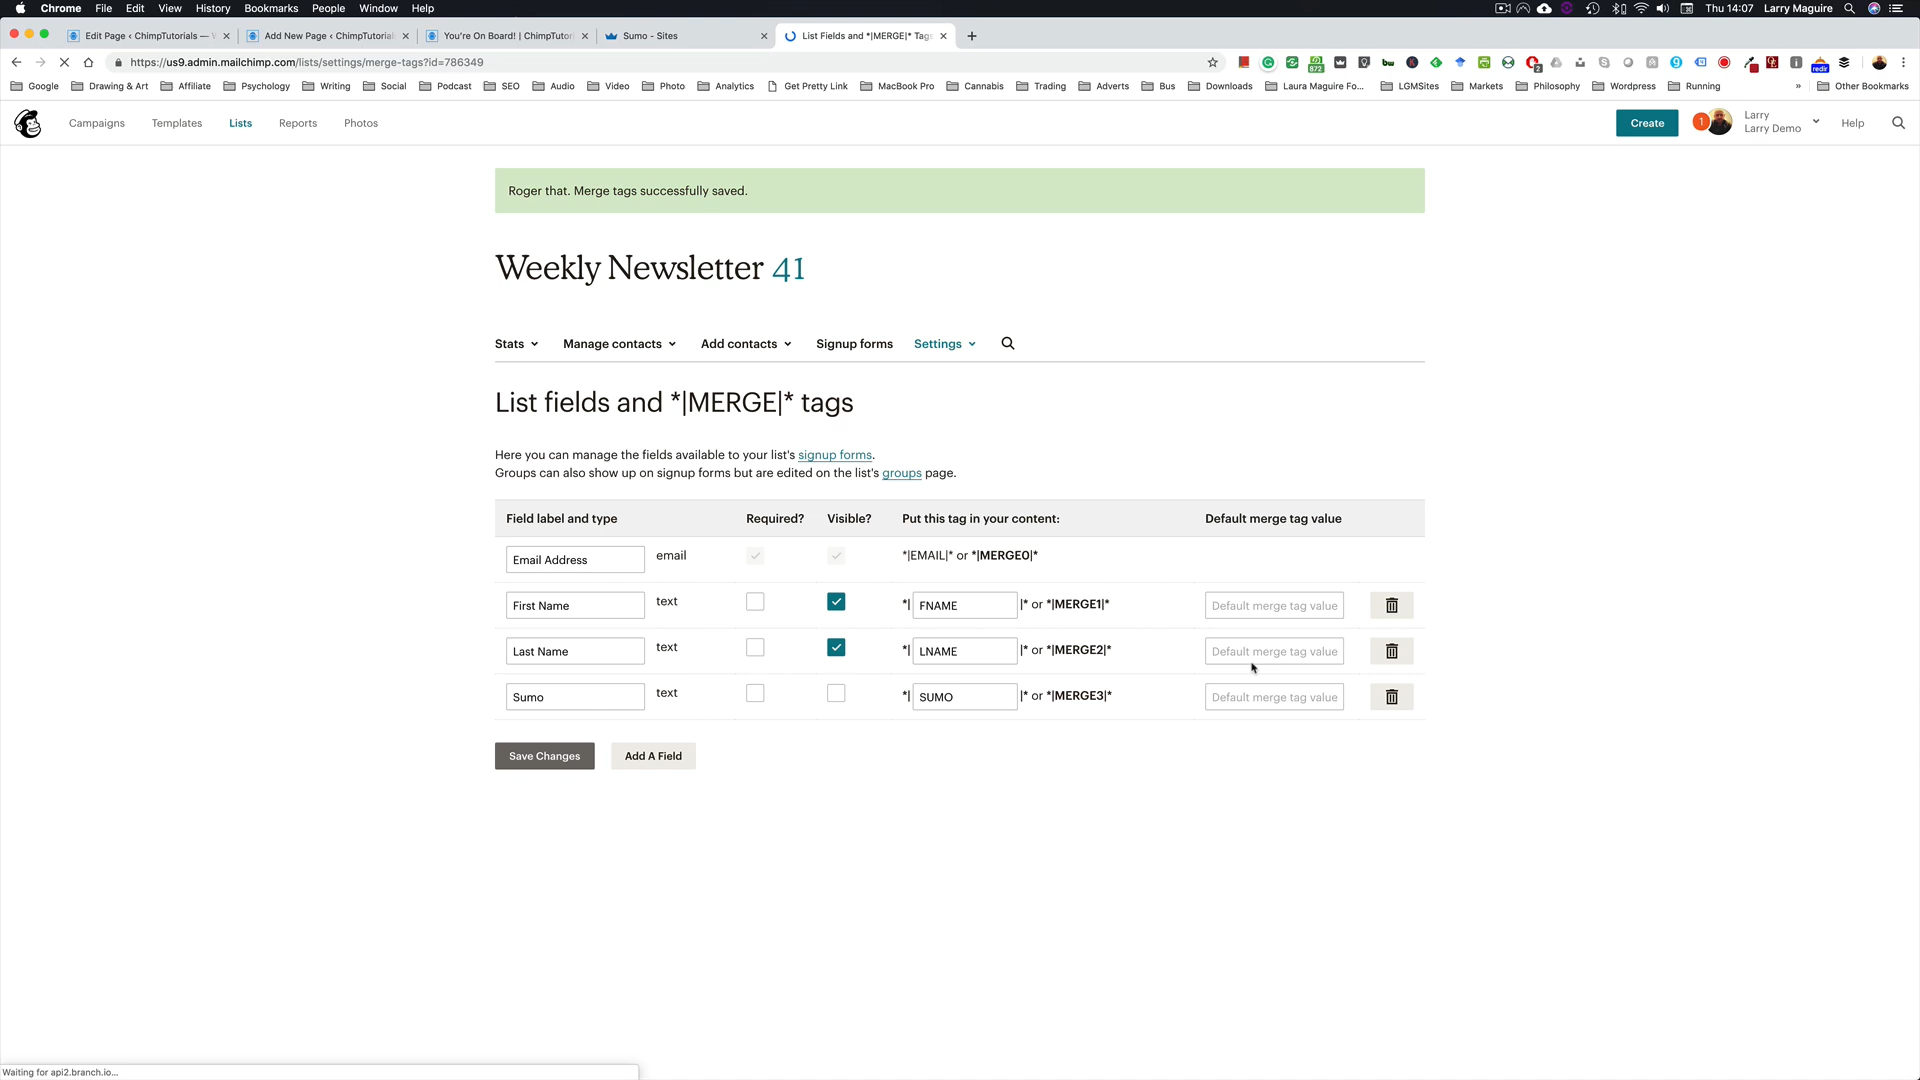 Chrome File Edit View History Bookmarks People Window Help Thu 14:07 Larry Maguire
Edit Page ‹ ChimpTutorials — W Add New Page ‹ ChimpTutorials You're On Board! | ChimpTutori Sumo - Sites List Fields and *|MERGE|* Tags
https://us9.admin.mailchimp.com/lists/settings/merge-tags?id=786349
Google Drawing & Art Affiliate Psychology Writing Social Podcast SEO Audio Video Photo Analytics Get Pretty Link MacBook Pro Cannabis Trading Adverts Bus Downloads Laura Maguire Fo... LGMSites Markets Philosophy Wordpress Running » Other Bookmarks
Campaigns Templates Lists Reports Photos Create 1 Larry
Larry Demo Help
Roger that. Merge tags successfully saved.
Weekly Newsletter 41
Stats Manage contacts Add contacts Signup forms Settings
List fields and *|MERGE|* tags
Here you can manage the fields available to your list's signup forms.
Groups can also show up on signup forms but are edited on the list's groups page.
Field label and type Required? Visible? Put this tag in your content: Default merge tag value
Email Address email *|EMAIL|* or *|MERGE0|*
First Name text *| FNAME |* or *|MERGE1|* Default merge tag value
Last Name text *| LNAME |* or *|MERGE2|* Default merge tag value
Sumo text *| SUMO |* or *|MERGE3|* Default merge tag value
Save Changes Add A Field
Waiting for api2.branch.io...